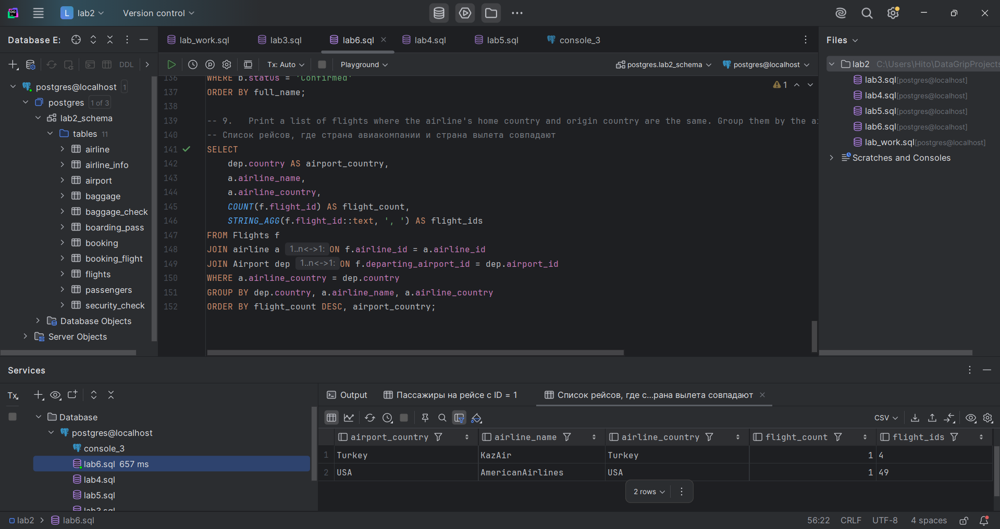 L lab2 Version control
Database Ex
DDL
postgres@localhost 1
postgres 1 of 3
lab2_schema
tables 11
airline
airline_info
airport
baggage
baggage_check
boarding_pass
booking
booking_flight
flights
passengers
security_check
Database Objects
Server Objects
lab_work.sql lab3.sql lab6.sql lab4.sql lab5.sql console_3
Tx: Auto Playground postgres.lab2_schema postgres@localhost
1
136 WHERE b.status = 'Confirmed'
137 ORDER BY full_name;
138
139 -- 9. Print a list of flights where the airline's home country and origin country are the same. Group them by the
140 -- Список рейсов, где страна авиакомпании и страна вылета совпадают
141 SELECT
142 dep.country AS airport_country,
143 a.airline_name,
144 a.airline_country,
145 COUNT(f.flight_id) AS flight_count,
146 STRING_AGG(f.flight_id::text, ', ') AS flight_ids
147 FROM Flights f
148 JOIN airline a 1..n<->1: ON f.airline_id = a.airline_id
149 JOIN Airport dep 1..n<->1: ON f.departing_airport_id = dep.airport_id
150 WHERE a.airline_country = dep.country
151 GROUP BY dep.country, a.airline_name, a.airline_country
152 ORDER BY flight_count DESC, airport_country;
Files
lab2 C:\Users\Hito\DataGripProjects
lab3.sql [postgres@localhost]
lab4.sql [postgres@localhost]
lab5.sql [postgres@localhost]
lab6.sql [postgres@localhost]
lab_work.sql [postgres@localhost]
Scratches and Consoles
Services
Tx
Database
postgres@localhost
console_3
lab6.sql 657 ms
lab4.sql
lab5.sql
lab3.sql
Output Пассажиры на рейсе с ID = 1 Список рейсов, где с...рана вылета совпадают
CSV
airport_country airline_name airline_country flight_count flight_ids
1 Turkey KazAir Turkey 1 4
2 USA AmericanAirlines USA 1 49
2 rows
lab2 > lab6.sql 56:22 CRLF UTF-8 4 spaces